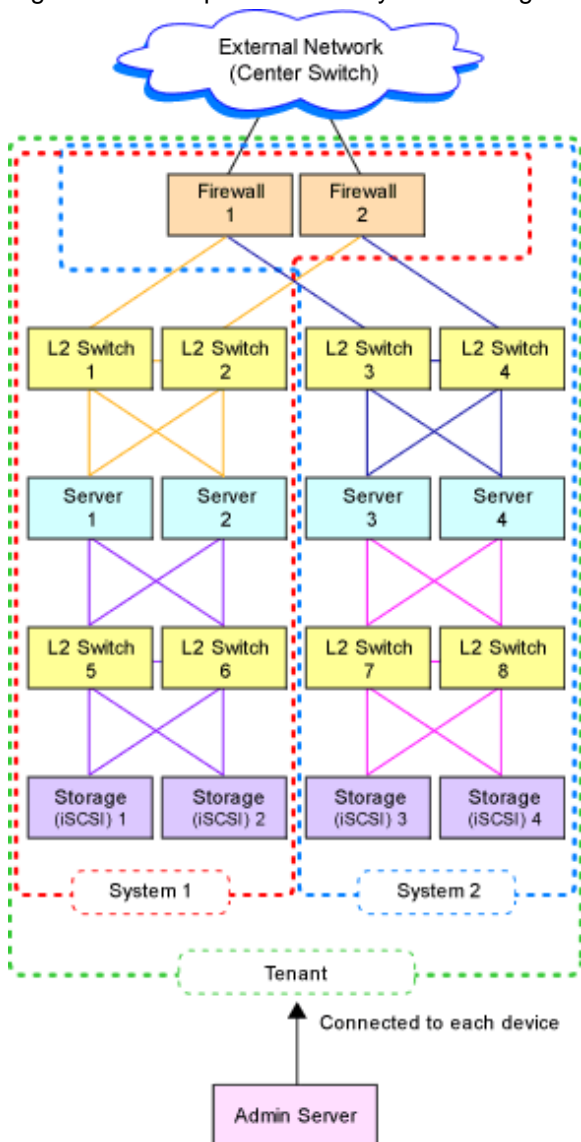 External Network
(Center Switch)
Firewall
1
Firewall
2
L2 Switch
1
L2 Switch
2
L2 Switch
3
L2 Switch
4
Server
1
Server
2
Server
3
Server
4
L2 Switch
5
L2 Switch
6
L2 Switch
7
L2 Switch
8
Storage
(iSCSI) 1
Storage
(iSCSI) 2
Storage
(iSCSI) 3
Storage
(iSCSI) 4
System 1
System 2
Tenant
Connected to each device
Admin Server